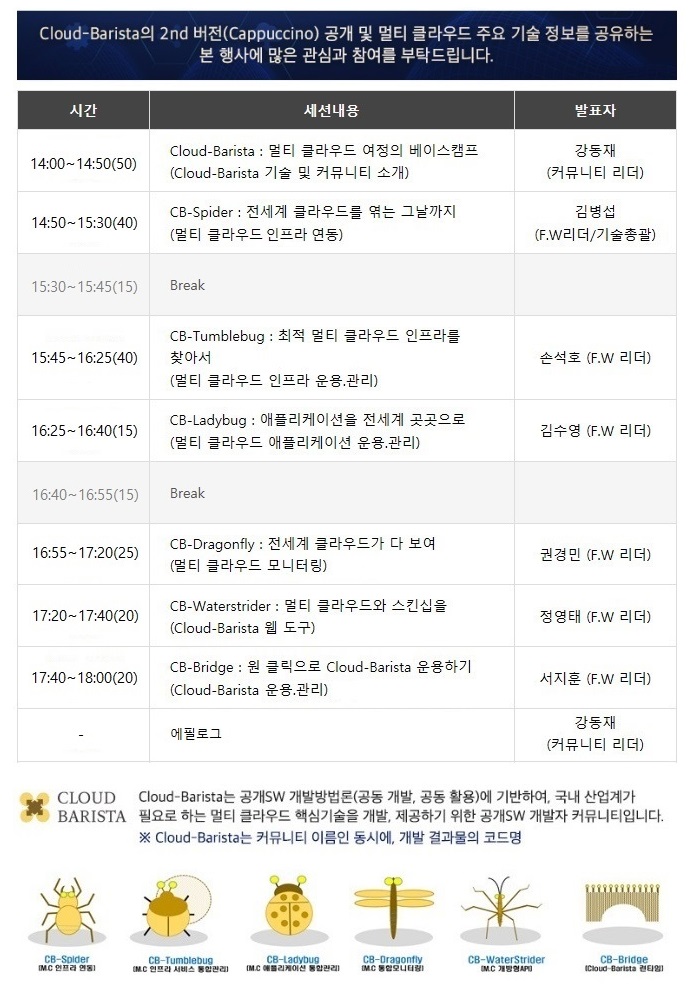 Cloud-Barista의 2nd 버전(Cappuccino) 공개 및 멀티 클라우드 주요 기술 정보를 공유하는
본 행사에 많은 관심과 참여를 부탁드립니다.
시간 세션내용 발표자
14:00~14:50(50) Cloud-Barista : 멀티 클라우드 여정의 베이스캠프 강동재
(Cloud-Barista 기술 및 커뮤니티 소개) (커뮤니티 리더)
14:50~15:30(40) CB-Spider : 전세계 클라우드를 엮는 그날까지 김병섭
(멀티 클라우드 인프라 연동) (F.W리더/기술총괄)
15:30~15:45(15) Break
15:45~16:25(40) CB-Tumblebug : 최적 멀티 클라우드 인프라를
찾아서 손석호 (F.W 리더)
(멀티 클라우드 인프라 운용.관리)
16:25~16:40(15) CB-Ladybug : 애플리케이션을 전세계 곳곳으로 김수영 (F.W 리더)
(멀티 클라우드 애플리케이션 운용.관리)
16:40~16:55(15) Break
16:55~17:20(25) CB-Dragonfly : 전세계 클라우드가 다 보여 권경민 (F.W 리더)
(멀티 클라우드 모니터링)
17:20~17:40(20) CB-Waterstrider : 멀티 클라우드와 스킨십을 정영태 (F.W 리더)
(Cloud-Barista 웹 도구)
17:40~18:00(20) CB-Bridge : 원 클릭으로 Cloud-Barista 운용하기 서지훈 (F.W 리더)
(Cloud-Barista 운용.관리)
- 에필로그 강동재
(커뮤니티 리더)
CLOUD
BARISTA
Cloud-Barista는 공개SW 개발방법론(공동 개발, 공동 활용)에 기반하여, 국내 산업계가
필요로 하는 멀티 클라우드 핵심기술을 개발, 제공하기 위한 공개SW 개발자 커뮤니티입니다.
※ Cloud-Barista는 커뮤니티 이름인 동시에, 개발 결과물의 코드명
CB-Spider
(M.C 인프라 연동)
CB-Tumblebug
(M.C 인프라 서비스 통합관리)
CB-Ladybug
(M.C 애플리케이션 통합관리)
CB-Dragonfly
(M.C 통합모니터링)
CB-WaterStrider
(M.C 개방형API)
CB-Bridge
(Cloud-Barista 런타임)